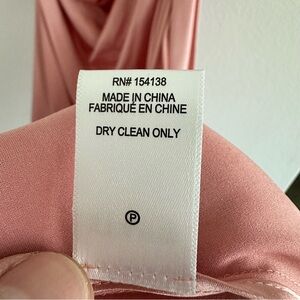 RN# 154138
MADE IN CHINA
FABRIQUÉ EN CHINE
DRY CLEAN ONLY
P